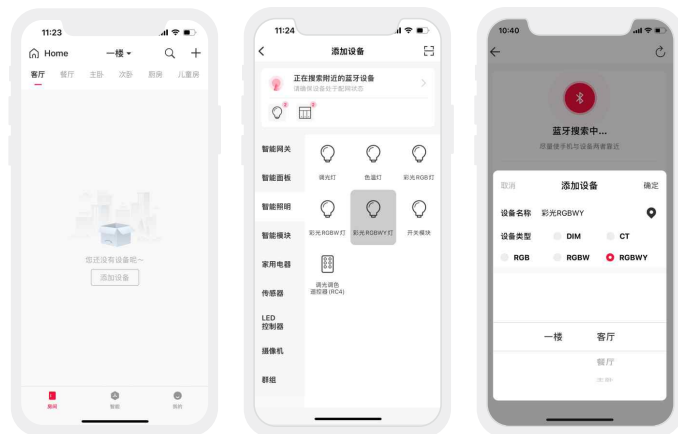 11:23
Home
一楼
客厅 餐厅 主卧 次卧 厨房 儿童房
您还没有设备呢～
添加设备
房间 智能 我的
11:24
添加设备
正在搜索附近的蓝牙设备
请确保设备处于配网状态
2 2
智能网关
智能面板
智能照明
智能模块
家用电器
传感器
LED
控制器
摄像机
群组
调光灯 色温灯 彩光RGB灯
彩光RGBW灯 彩光RGBWY灯 开关模块
调光调色
遥控器(RC4)
10:40
蓝牙搜索中...
尽量使手机与设备两者靠近
取消 添加设备 确定
设备名称 彩光RGBWY
设备类型 DIM CT
RGB RGBW RGBWY
一楼 客厅
餐厅
主卧